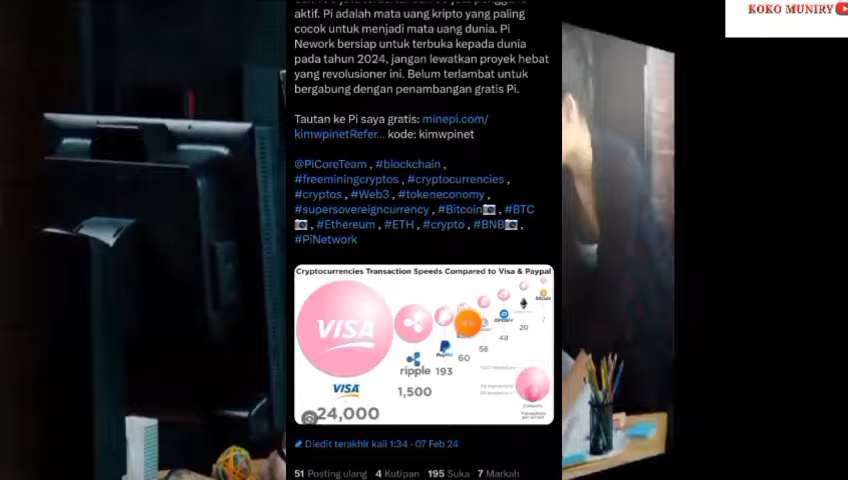 KOKO MUNIRY
aktif. Pi adalah mata uang kripto yang paling
cocok untuk menjadi mata uang dunia. Pi
Nework bersiap untuk terbuka kepada dunia
pada tahun 2024, jangan lewatkan proyek hebat
yang revolusioner ini. Belum terlambat untuk
bergabung dengan penambangan gratis Pi.
Tautan ke Pi saya gratis: minepi.com/
kimwpinetRefer... kode: kimwpinet
@PiCoreTeam , #blockchain ,
#freeminingcryptos , #cryptocurrencies ,
#cryptos , #Web3 , #tokeneconomy ,
#supersovereigncurrency , #Bitcoin , #BTC
, #Ethereum , #ETH , #crypto , #BNB ,
#PiNetwork
Cryptocurrencies Transaction Speeds Compared to Visa & Paypal
VISA
ripple
PayPal
VISA
24,000
1,500
193
60
56
48
20
Diedit terakhir kali 1:34 · 07 Feb 24
51 Posting ulang 4 Kutipan 195 Suka 7 Markah